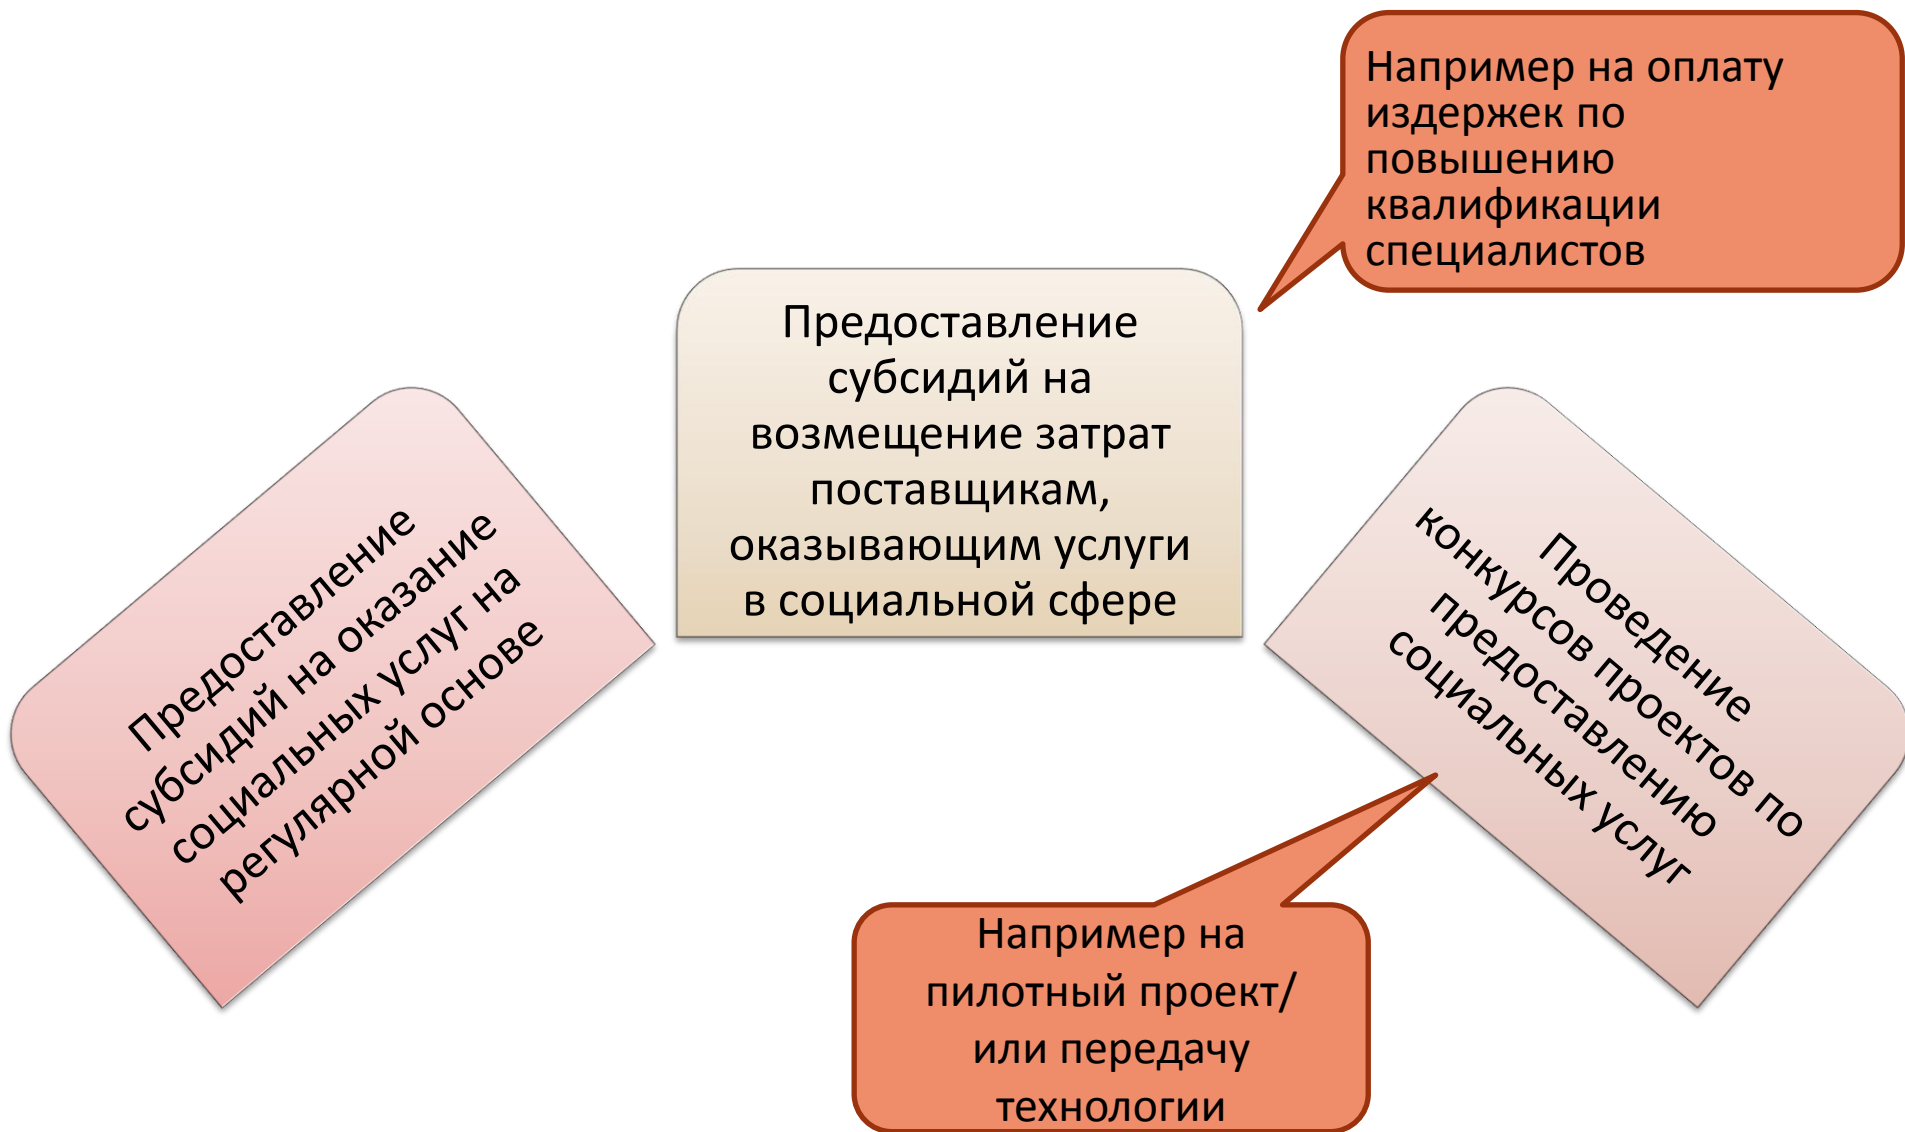 Например на оплату
издержек по
повышению
квалификации
специалистов
Предоставление
субсидий на
возмещение затрат
поставщикам,
оказывающим услуги
в социальной сфере
Предоставление
субсидий на оказание
социальных услуг на
регулярной основе
Проведение
конкурсов проектов по
предоставлению
социальных услуг
Например на
пилотный проект/
или передачу
технологии